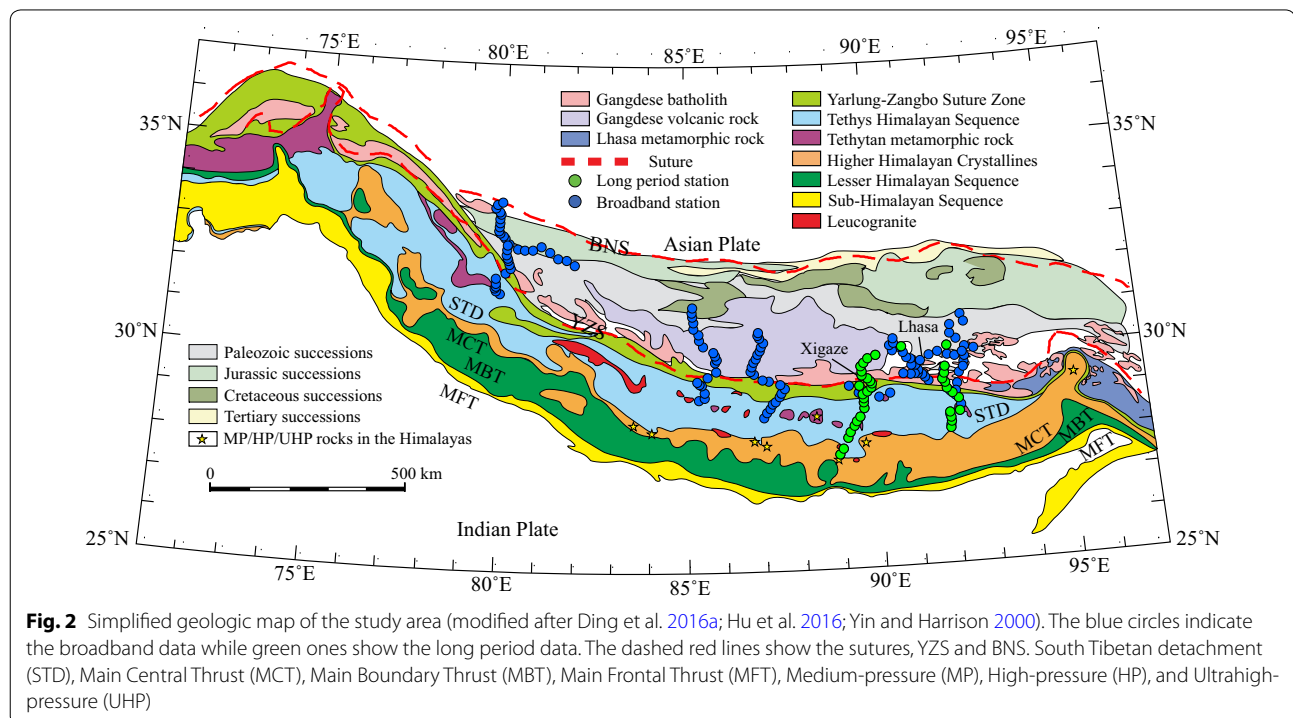 75°E
80°E
85°E
90°E
95°E
35°N
35°N
30°N
30°N
25°N
25°N
75°E
80°E
85°E
90°E
95°E
Gangdese batholith
Gangdese volcanic rock
Lhasa metamorphic rock
Suture
Long period station
Broadband station
Yarlung-Zangbo Suture Zone
Tethys Himalayan Sequence
Tethytan metamorphic rock
Higher Himalayan Crystallines
Lesser Himalayan Sequence
Sub-Himalayan Sequence
Leucogranite
BNS
Asian Plate
STD
YZS
MCT
MBT
MFT
Xigaze
Lhasa
STD
MCT
MBT
MFT
Paleozoic successions
Jurassic successions
Cretaceous successions
Tertiary successions
MP/HP/UHP rocks in the Himalayas
0 500 km
Indian Plate
Fig. 2 Simplified geologic map of the study area (modified after Ding et al. 2016a; Hu et al. 2016; Yin and Harrison 2000). The blue circles indicate
the broadband data while green ones show the long period data. The dashed red lines show the sutures, YZS and BNS. South Tibetan detachment
(STD), Main Central Thrust (MCT), Main Boundary Thrust (MBT), Main Frontal Thrust (MFT), Medium-pressure (MP), High-pressure (HP), and Ultrahigh-
pressure (UHP)